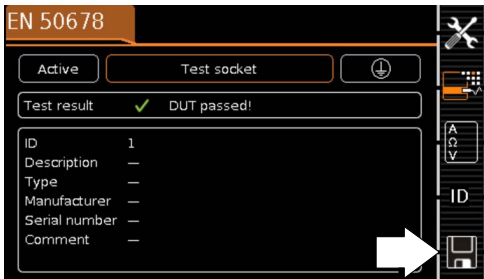 EN 50678
Active Test socket
Test result ✓ DUT passed!
ID 1
Description —
Type —
Manufacturer —
Serial number —
Comment —
A
Ω
V
ID